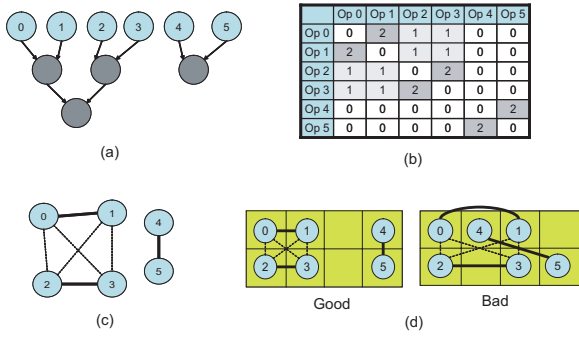 0 1 2 3 4 5
(a)
Op 0 Op 1 Op 2 Op 3 Op 4 Op 5
Op 0 0 2 1 1 0 0
Op 1 2 0 1 1 0 0
Op 2 1 1 0 2 0 0
Op 3 1 1 2 0 0 0
Op 4 0 0 0 0 0 2
Op 5 0 0 0 0 2 0
(b)
0 1 4
2 3 5
(c)
0 1 4
2 3 5
Good
0 4 1
2 3 5
Bad
(d)